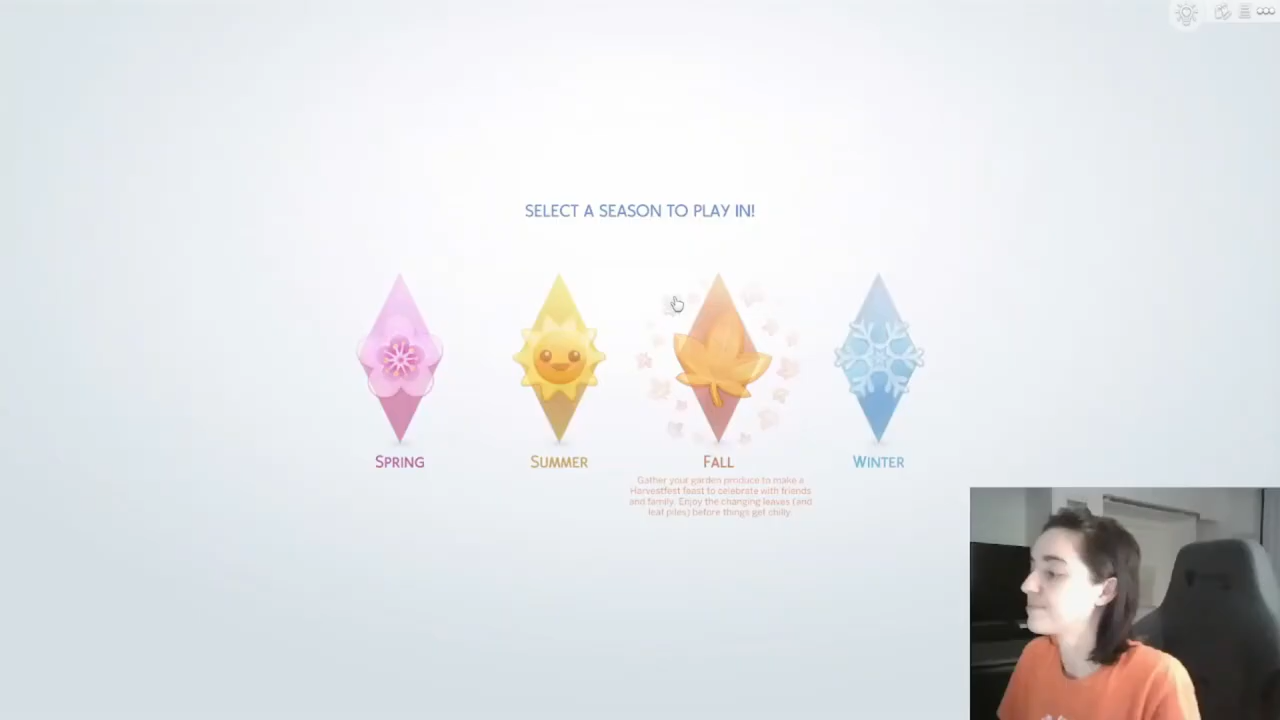 SELECT A SEASON TO PLAY IN!
SPRING
SUMMER
FALL
WINTER
Gather your garden produce to make a
Harvestfest feast to celebrate with friends
and family. Enjoy the changing leaves (and
leaf piles) before things get chilly.